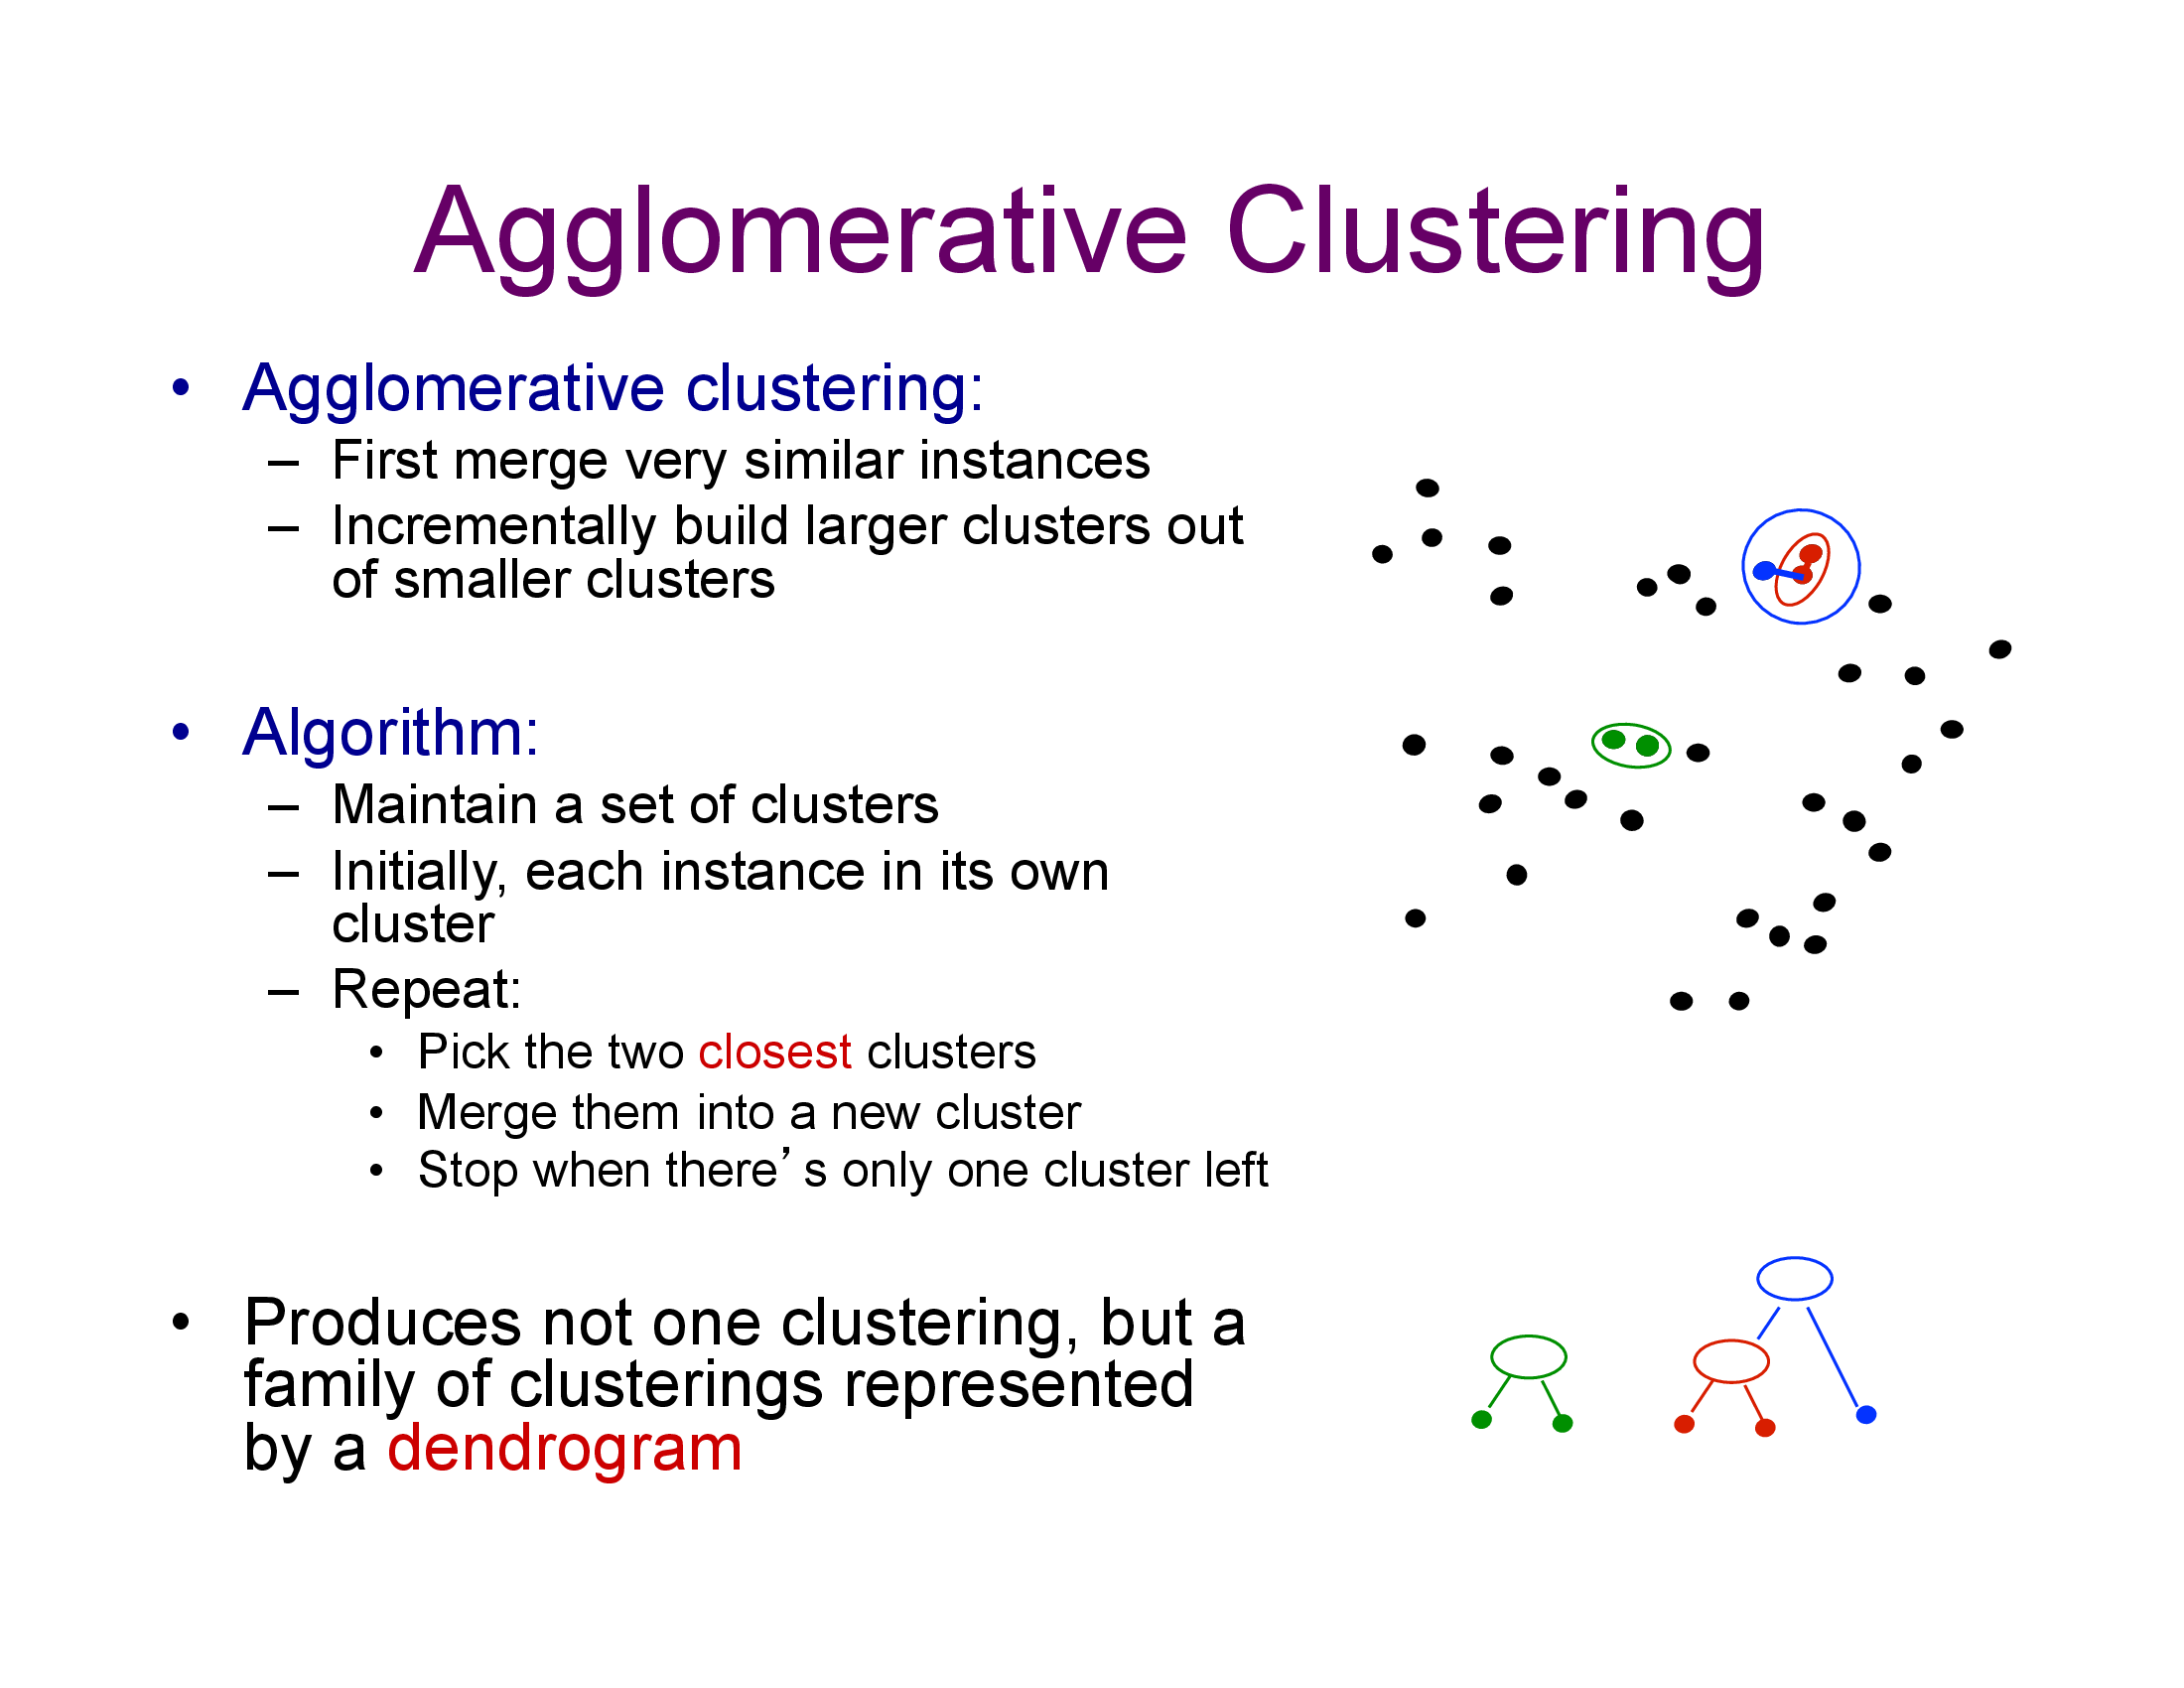 Agglomerative Clustering
• Agglomerative clustering:
– First merge very similar instances
– Incrementally build larger clusters out
of smaller clusters
• Algorithm:
– Maintain a set of clusters
– Initially, each instance in its own
cluster
– Repeat:
• Pick the two closest clusters
• Merge them into a new cluster
• Stop when there’s only one cluster left
• Produces not one clustering, but a
family of clusterings represented
by a dendrogram